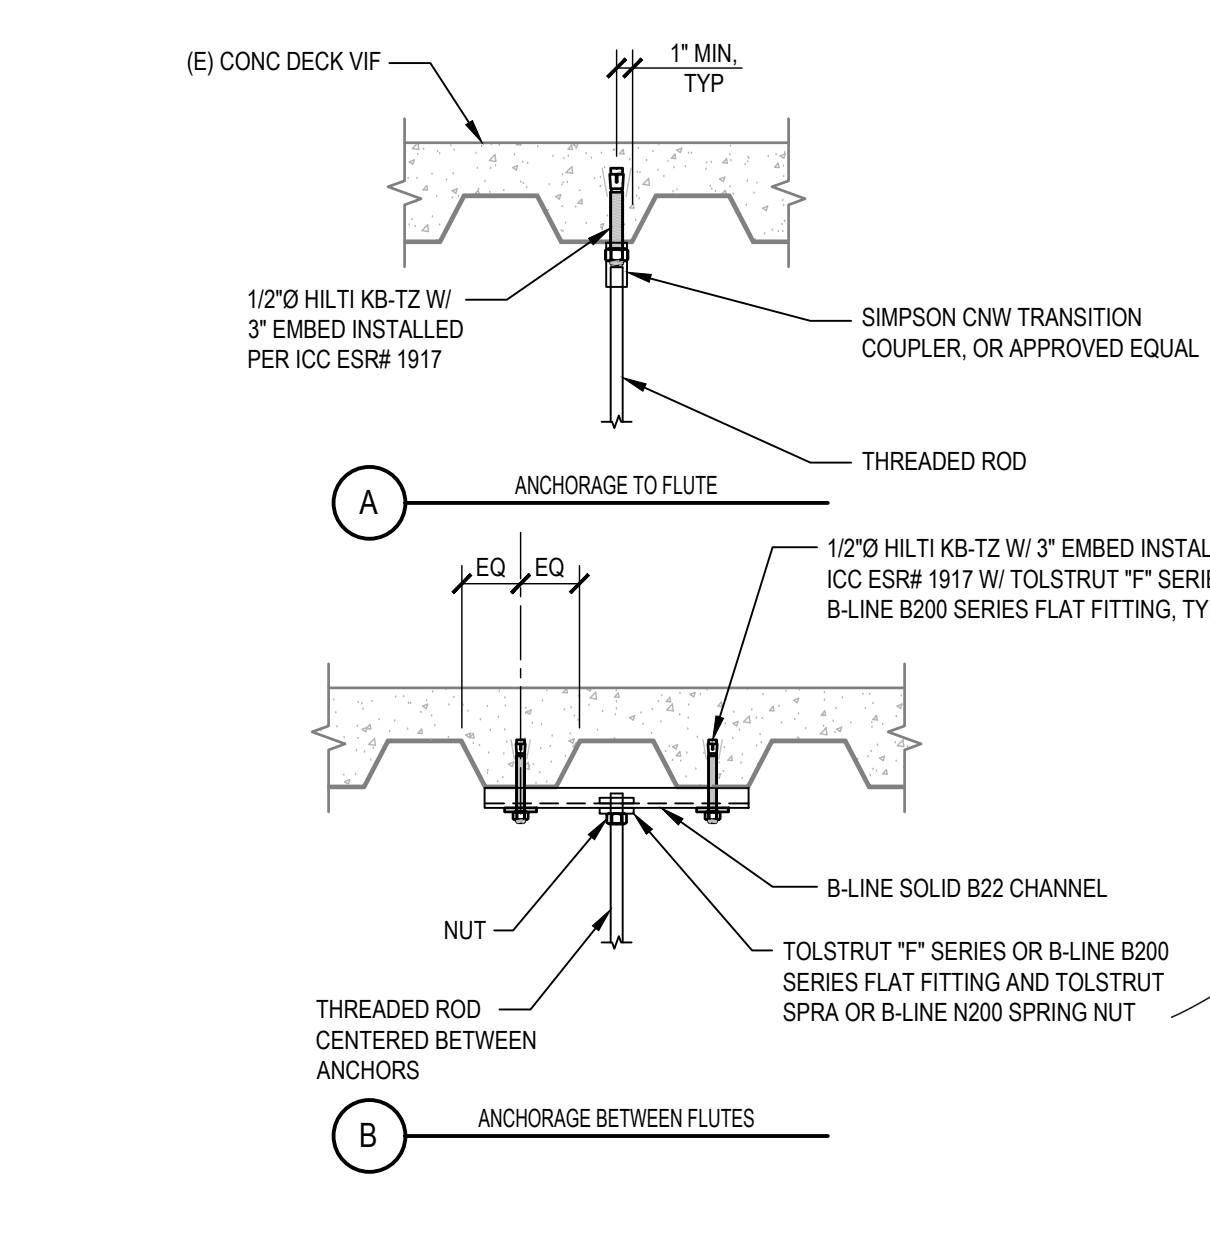 (E) CONC DECK VIF
1" MIN,
TYP
1/2"Ø HILTI KB-TZ W/
3" EMBED INSTALLED
PER ICC ESR# 1917
SIMPSON CNW TRANSITION
COUPLER, OR APPROVED EQUAL
THREADED ROD
A
ANCHORAGE TO FLUTE
EQ EQ
1/2"Ø HILTI KB-TZ W/ 3" EMBED
ICC ESR# 1917 W/ TOLSTRUT "F"
B-LINE B200 SERIES FLAT FITTING,
B-LINE SOLID B22 CHANNEL
NUT
TOLSTRUT "F" SERIES OR B-LINE B200
SERIES FLAT FITTING AND TOLSTRUT
SPRA OR B-LINE N200 SPRING NUT
THREADED ROD
CENTERED BETWEEN
ANCHORS
B
ANCHORAGE BETWEEN FLUTES